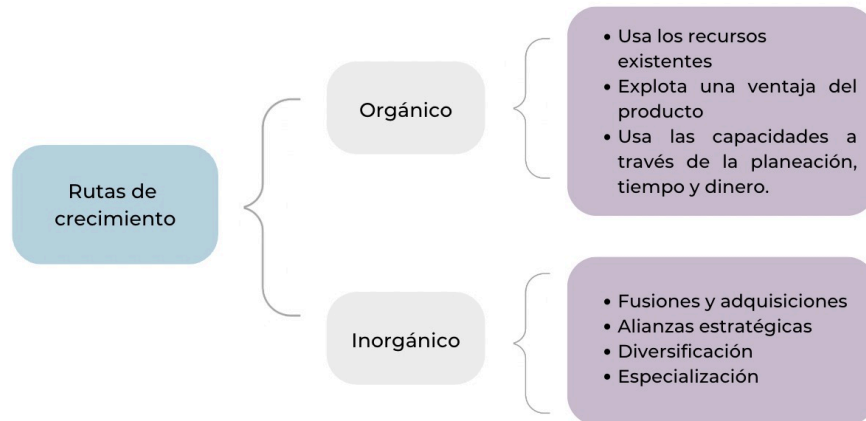 Rutas de
crecimiento
Orgánico
• Usa los recursos
existentes
• Explota una ventaja del
producto
• Usa las capacidades a
través de la planeación,
tiempo y dinero.
Inorgánico
• Fusiones y adquisiciones
• Alianzas estratégicas
• Diversificación
• Especialización